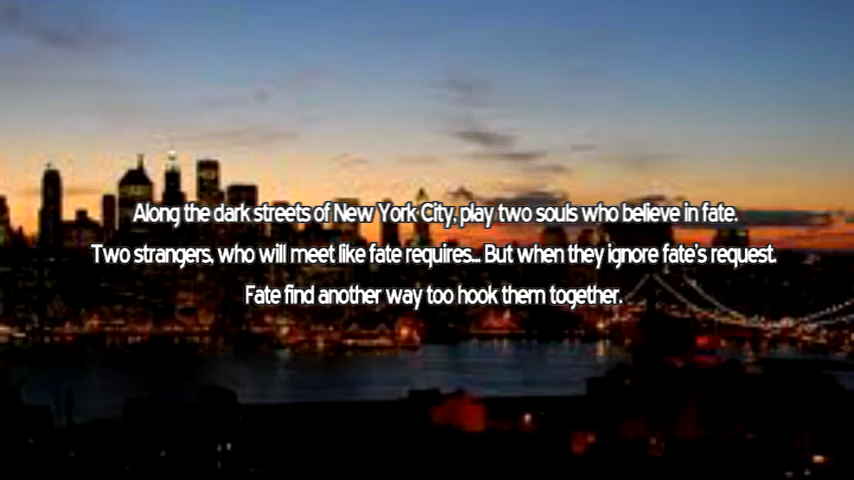 Along the dark streets of New York City, play two souls who believe in fate.
Two strangers, who will meet like fate requires... But when they ignore fate's request.
Fate find another way too hook them together.